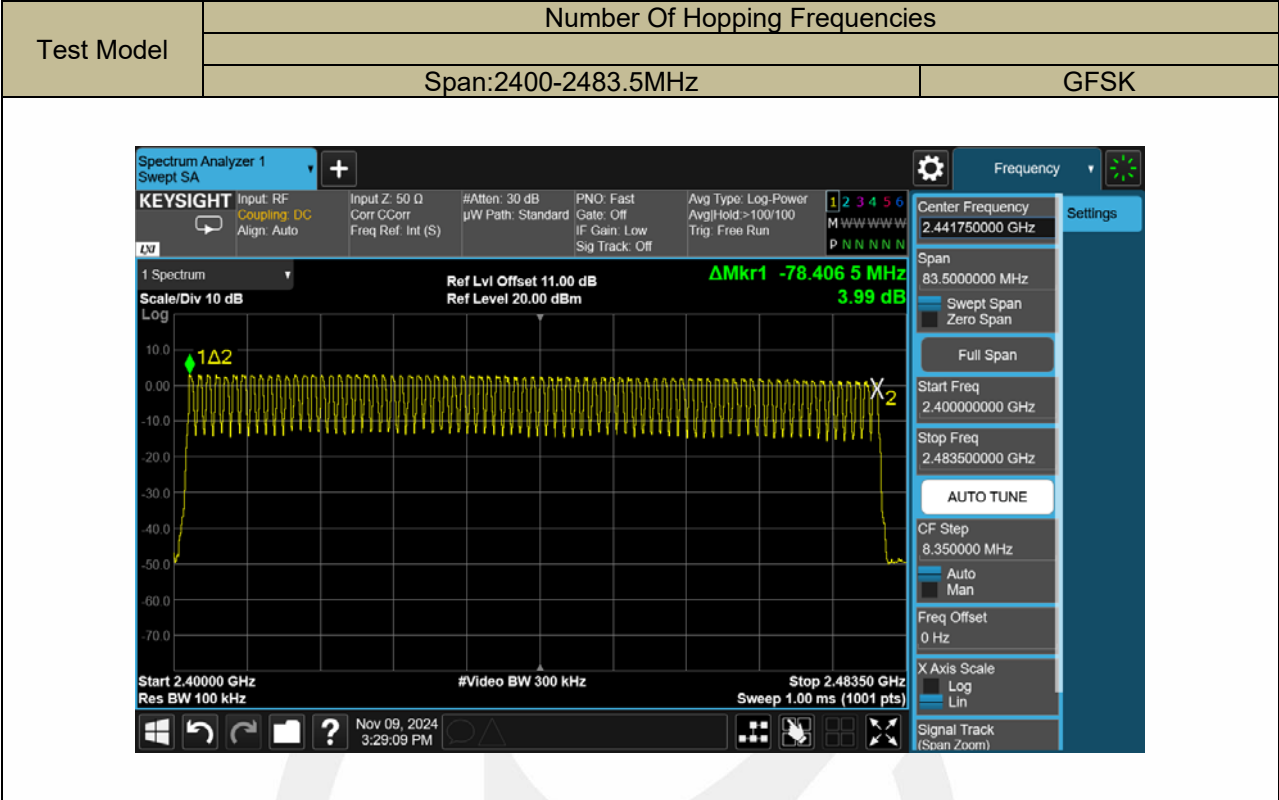 Test Model
Number Of Hopping Frequencies
Span:2400-2483.5MHz
GFSK
Spectrum Analyzer 1
Swept SA
Frequency
KEYSIGHT
LXI
Input: RF
Coupling: DC
Align: Auto
Input Z: 50 Ω
Corr CCorr
Freq Ref: Int (S)
#Atten: 30 dB
µW Path: Standard
PNO: Fast
Gate: Off
IF Gain: Low
Sig Track: Off
Avg Type: Log-Power
Avg|Hold:>100/100
Trig: Free Run
1 2 3 4 5 6
M W W W W W
P N N N N N
1 Spectrum
Scale/Div 10 dB
Log
Ref Lvl Offset 11.00 dB
Ref Level 20.00 dBm
ΔMkr1 -78.406 5 MHz
3.99 dB
10.0
0.00
-10.0
-20.0
-30.0
-40.0
-50.0
-60.0
-70.0
1Δ2
X2
Start 2.40000 GHz
Res BW 100 kHz
#Video BW 300 kHz
Stop 2.48350 GHz
Sweep 1.00 ms (1001 pts)
?
Nov 09, 2024
3:29:09 PM
Center Frequency
2.441750000 GHz
Settings
Span
83.5000000 MHz
Swept Span
Zero Span
Full Span
Start Freq
2.400000000 GHz
Stop Freq
2.483500000 GHz
AUTO TUNE
CF Step
8.350000 MHz
Auto
Man
Freq Offset
0 Hz
X Axis Scale
Log
Lin
Signal Track
(Span Zoom)